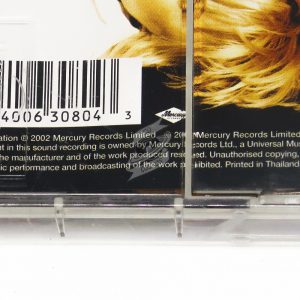 4006 30804 3
Mercury
ation © 2002 Mercury Records Limited. Mercury Records Limited.
nt in this sound recording is owned by Mercury Records Ltd., a Universal Mus
the manufacturer and of the work produced reserved. Unauthorised copying,
ic performance and broadcasting of the work prohibited. Printed in Thailand